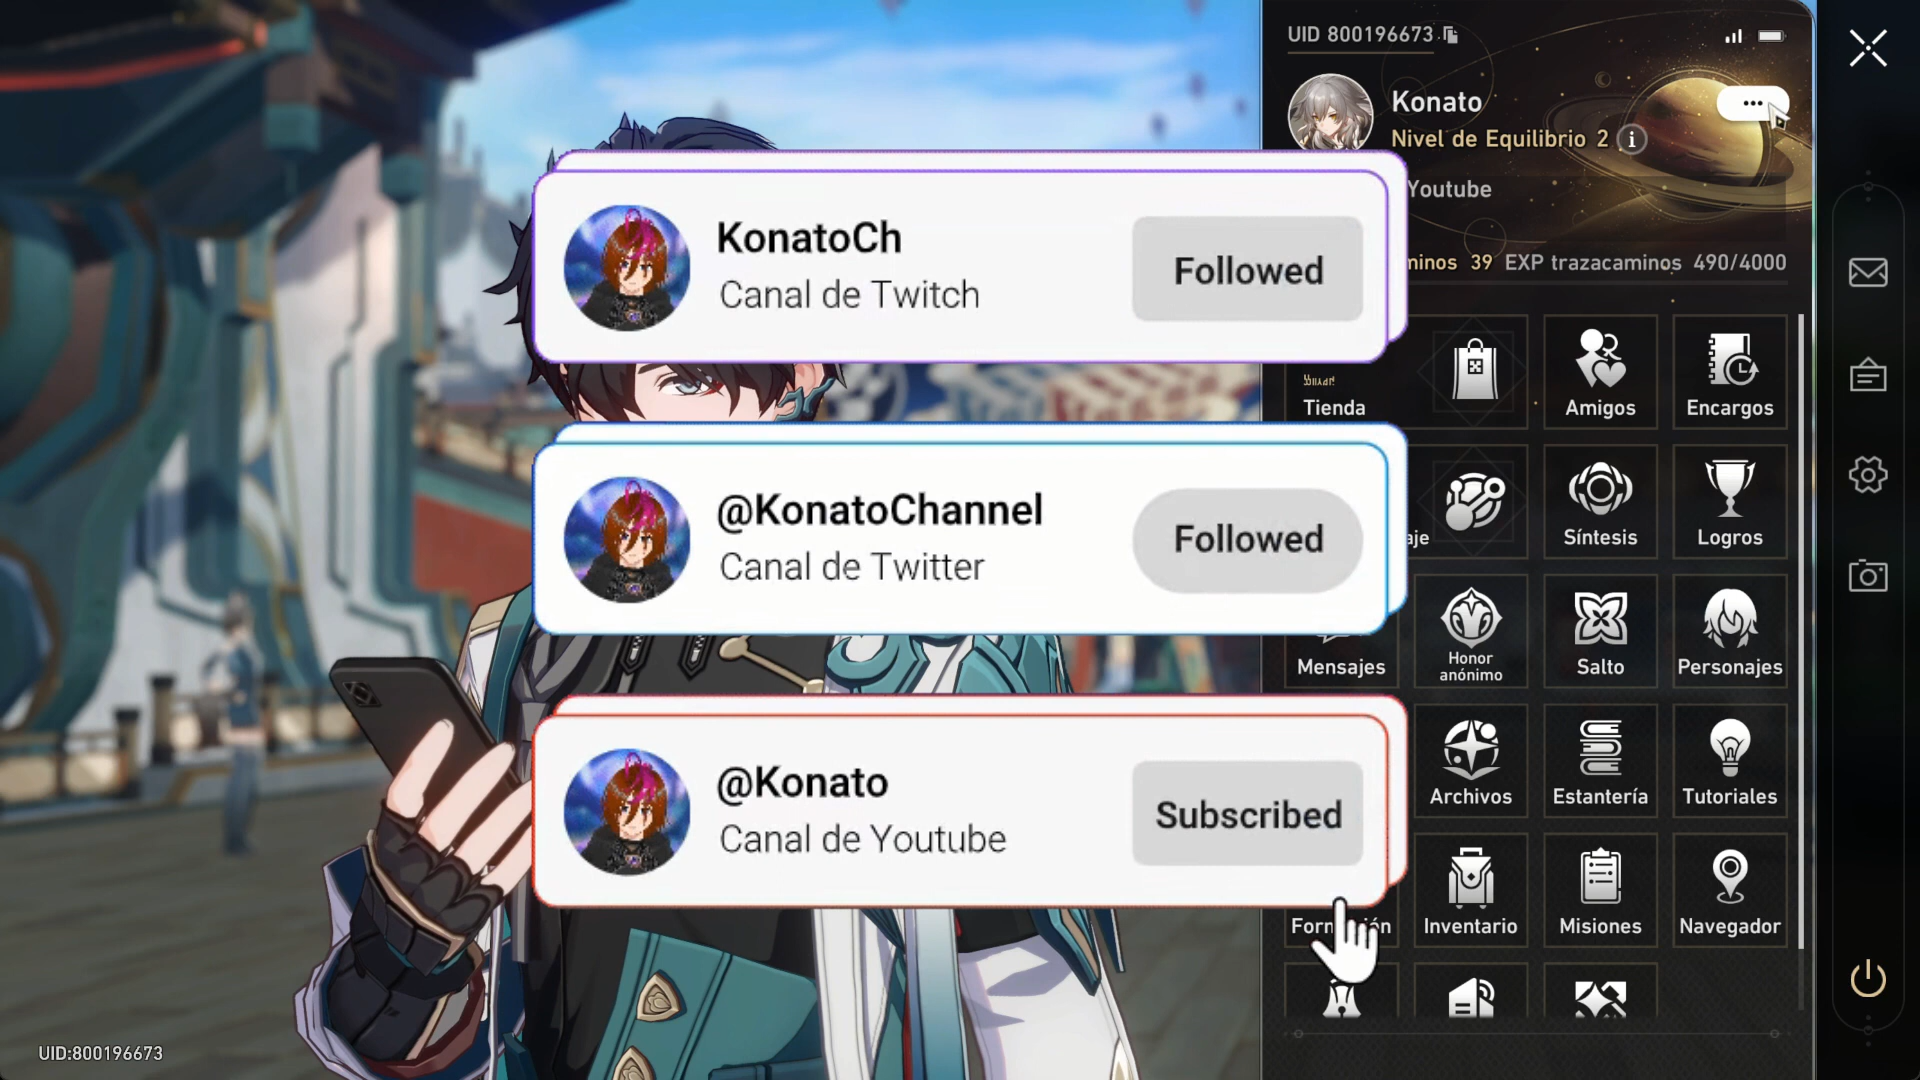 UID 800196673
Konato
Nivel de Equilibrio 2
Youtube
minos 39 EXP trazacaminos 490/4000
KonatoCh
Canal de Twitch
Followed
@KonatoChannel
Canal de Twitter
Followed
@Konato
Canal de Youtube
Subscribed
Tienda
Amigos
Encargos
aje
Síntesis
Logros
Mensajes
Honor
anónimo
Salto
Personajes
Archivos
Estantería
Tutoriales
Inventario
Misiones
Navegador
UID:800196673